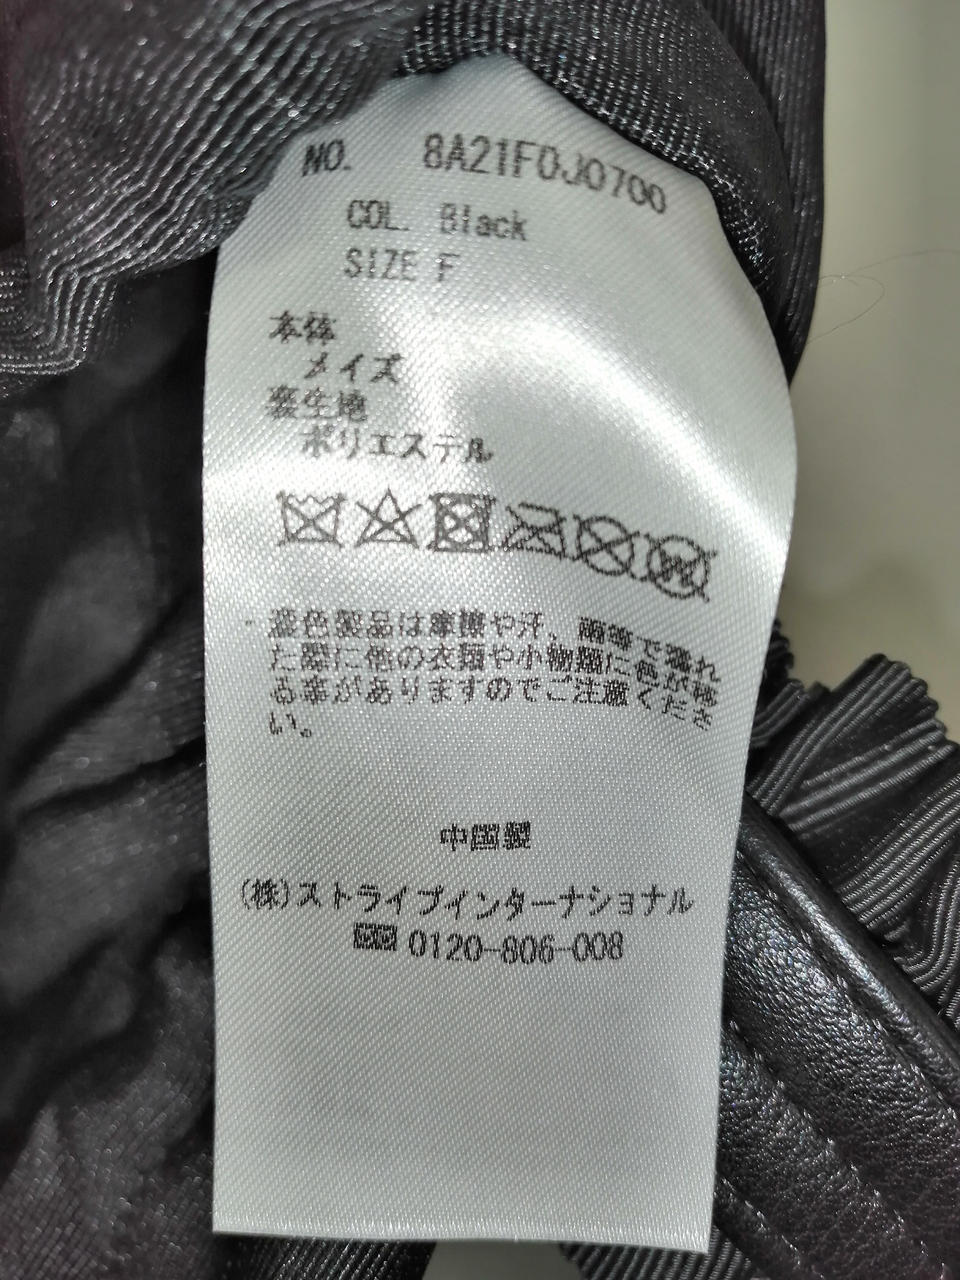 NO. 8A21F0J0700
COL. Black
SIZE F
本体
メイズ
裏生地
ポリエステル
W
濃色製品は摩擦や汗、雨等で濡れ
た際に他の衣類や小物類に色が移
る事がありますのでご注意くださ
い。
中国製
(株)ストライプインターナショナル
0120-806-008